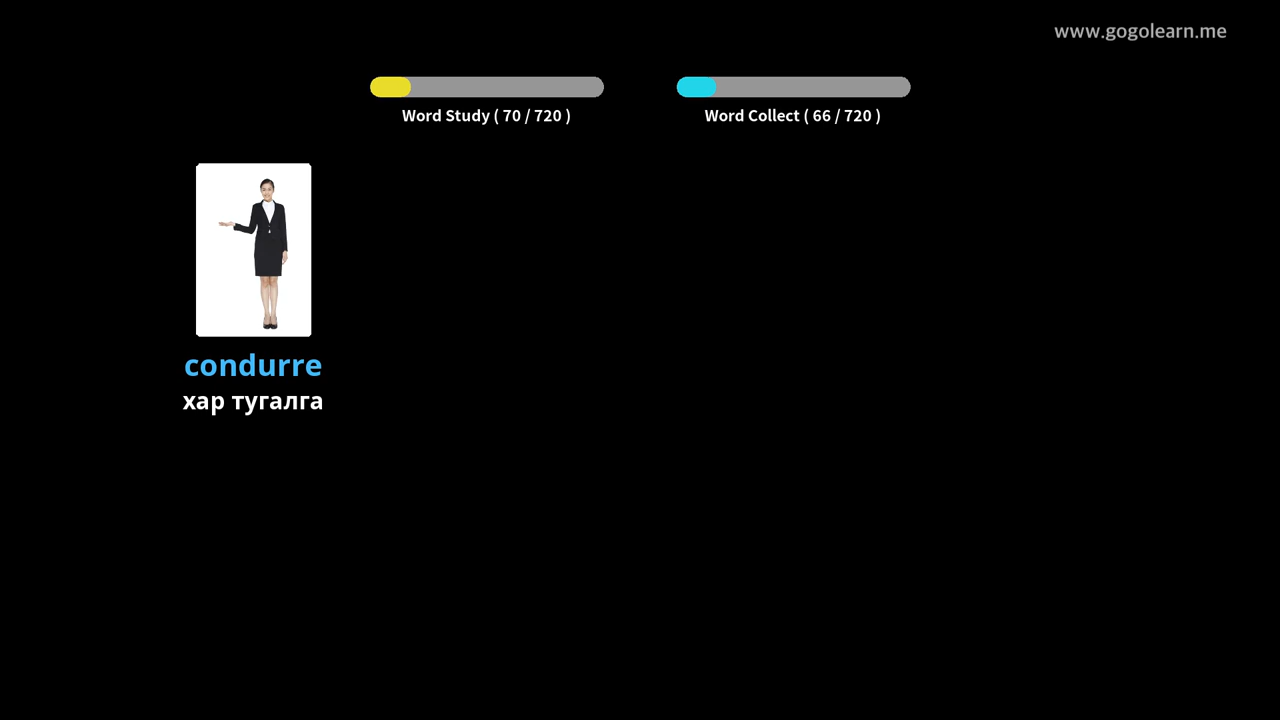 www.gogolearn.me
Word Study ( 70 / 720 )
Word Collect ( 66 / 720 )
condurre
хар тугалга